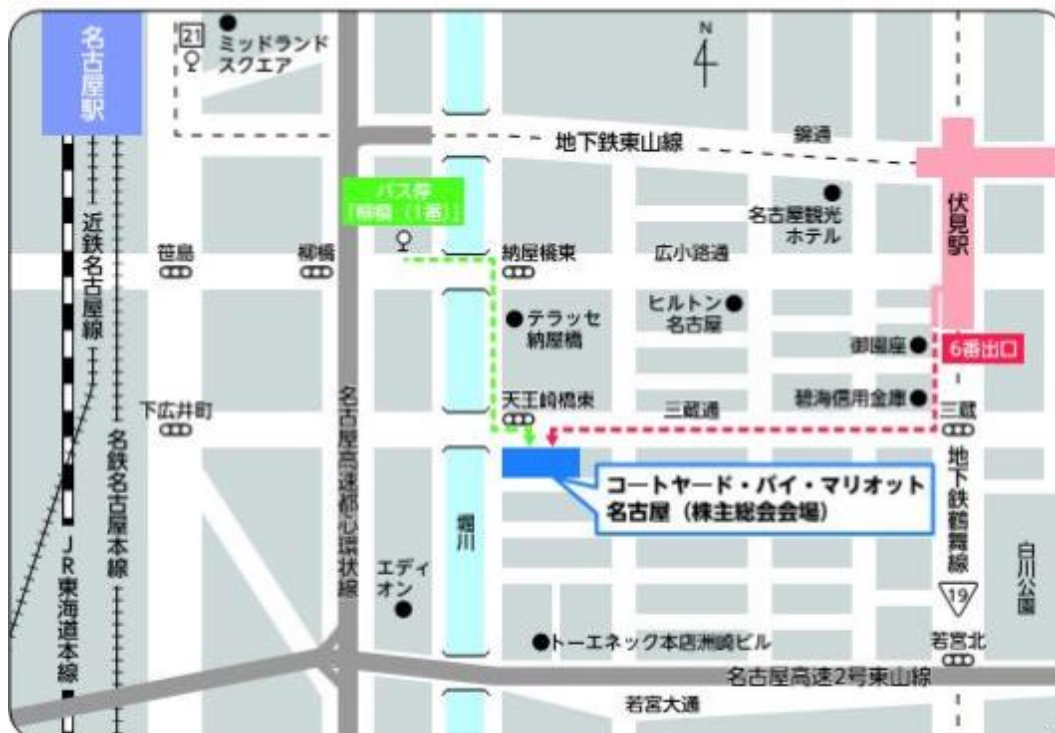 名古屋駅
21
ミッドランド
スクエア
N
地下鉄東山線
錦通
バス停
「柳橋（1番）」
名古屋観光
ホテル
伏見駅
近鉄名古屋線
笹島
柳橋
納屋橋東
広小路通
テラッセ
納屋橋
ヒルトン
名古屋
御園座
6番出口
名鉄名古屋本線
下広井町
名古屋高速都心環状線
天王崎橋東
三蔵通
碧海信用金庫
三蔵
コートヤード・バイ・マリオット
名古屋（株主総会会場）
地下鉄鶴舞線
JR東海道本線
堀川
エディ
オン
19
白川公園
トーエネック本店洲崎ビル
若宮北
名古屋高速2号東山線
若宮大通